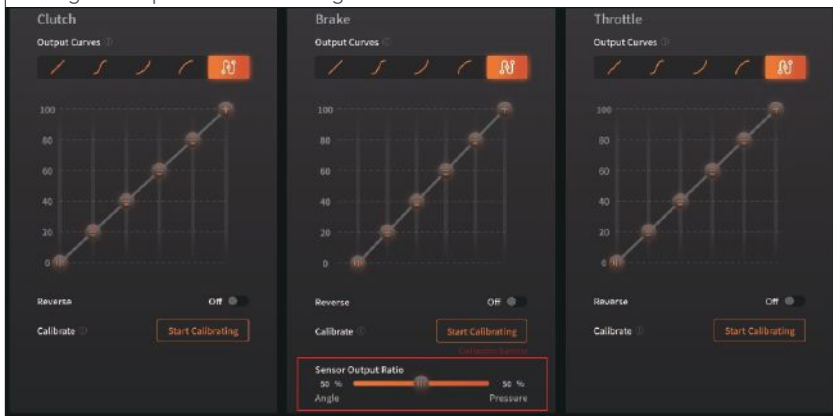 Clutch
Output Curves
100
80
60
40
20
0
Reverse Off
Calibrate Start Calibrating
Brake
Output Curves
100
80
60
40
20
0
Reverse Off
Calibrate Start Calibrating
Sensor Output Ratio
50 % 50 %
Angle Pressure
Throttle
Output Curves
100
80
60
40
20
0
Reverse Off
Calibrate Start Calibrating